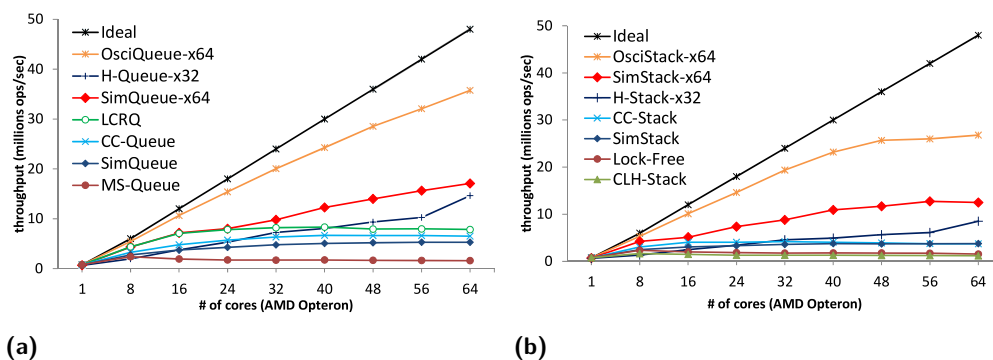 50
40
30
20
10
0
throughput (millions ops/sec)
Ideal
OsciQueue-x64
H-Queue-x32
SimQueue-x64
LCRQ
CC-Queue
SimQueue
MS-Queue
1 8 16 24 32 40 48 56 64
# of cores (AMD Opteron)
(a)
50
40
30
20
10
0
throughput (millions ops/sec)
Ideal
OsciStack-x64
SimStack-x64
H-Stack-x32
CC-Stack
SimStack
Lock-Free
CLH-Stack
1 8 16 24 32 40 48 56 64
# of cores (AMD Opteron)
(b)